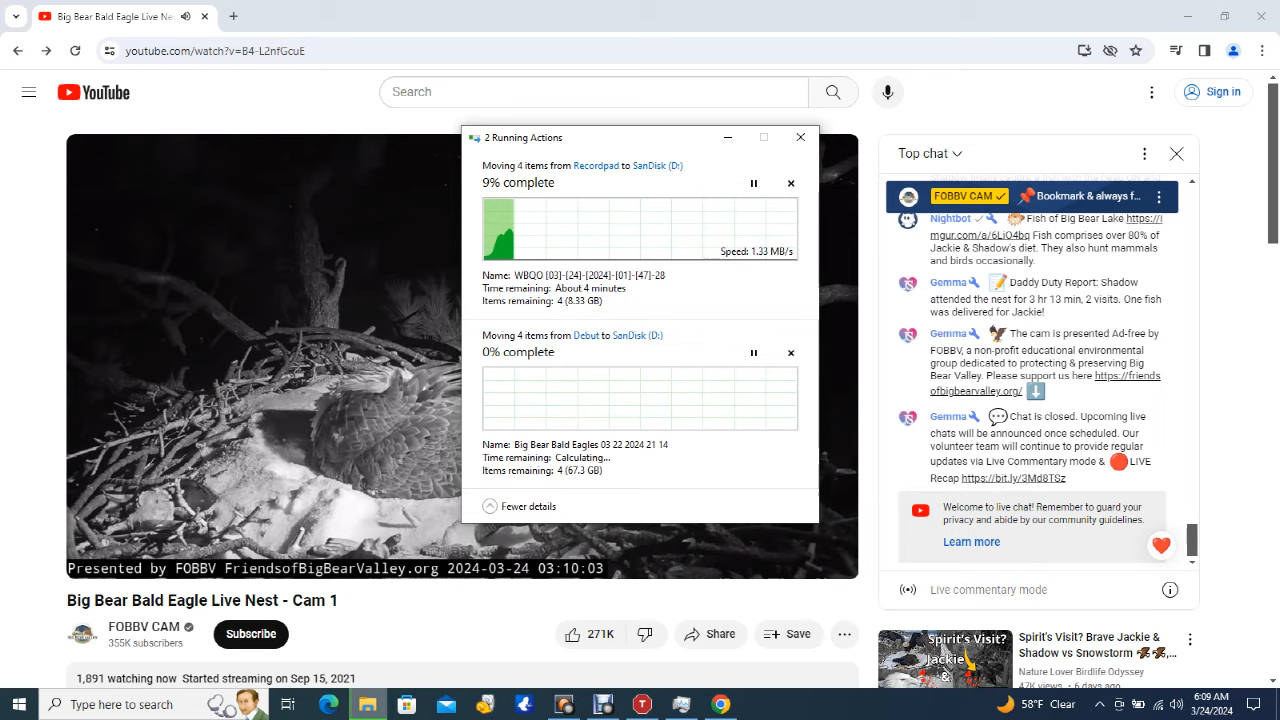 Big Bear Bald Eagle Live Ne
youtube.com/watch?v=B4-L2nfGcuE
YouTube
Search
Sign in
2 Running Actions
Moving 4 items from Recordpad to SanDisk (D:)
9% complete
Speed: 1.33 MB/s
Name: WBQO [03]-[24]-[2024]-[01]-[47]-28
Time remaining: About 4 minutes
Items remaining: 4 (8.33 GB)
Moving 4 items from Debut to SanDisk (D:)
0% complete
Name: Big Bear Bald Eagles 03 22 2024 21 14
Time remaining: Calculating...
Items remaining: 4 (67.3 GB)
Fewer details
Presented by FOBBV FriendsofBigBearValley.org 2024-03-24 03:10:03
Big Bear Bald Eagle Live Nest - Cam 1
FOBBV CAM
355K subscribers
Subscribe
271K
Share
Save
1,891 watching now Started streaming on Sep 15, 2021
Top chat
FOBBV CAM Bookmark & always f...
Nightbot Fish of Big Bear Lake https://i
mgur.com/a/6LiO4bq Fish comprises over 80% of
Jackie & Shadow's diet. They also hunt mammals
and birds occasionally.
Gemma Daddy Duty Report: Shadow
attended the nest for 3 hr 13 min, 2 visits. One fish
was delivered for Jackie!
Gemma The cam is presented Ad-free by
FOBBV, a non-profit educational environmental
group dedicated to protecting & preserving Big
Bear Valley. Please support us here https://friends
ofbigbearvalley.org/
Gemma Chat is closed. Upcoming live
chats will be announced once scheduled. Our
volunteer team will continue to provide regular
updates via Live Commentary mode & LIVE
Recap https://bit.ly/3Md8TSz
Welcome to live chat! Remember to guard your
privacy and abide by our community guidelines.
Learn more
Live commentary mode
Spirit's Visit?
Jackie
&
Spirit's Visit? Brave Jackie &
Shadow vs Snowstorm
Nature Lover Birdlife Odyssey
47K views • 6 days ago
Type here to search
58°F Clear
6:09 AM
3/24/2024